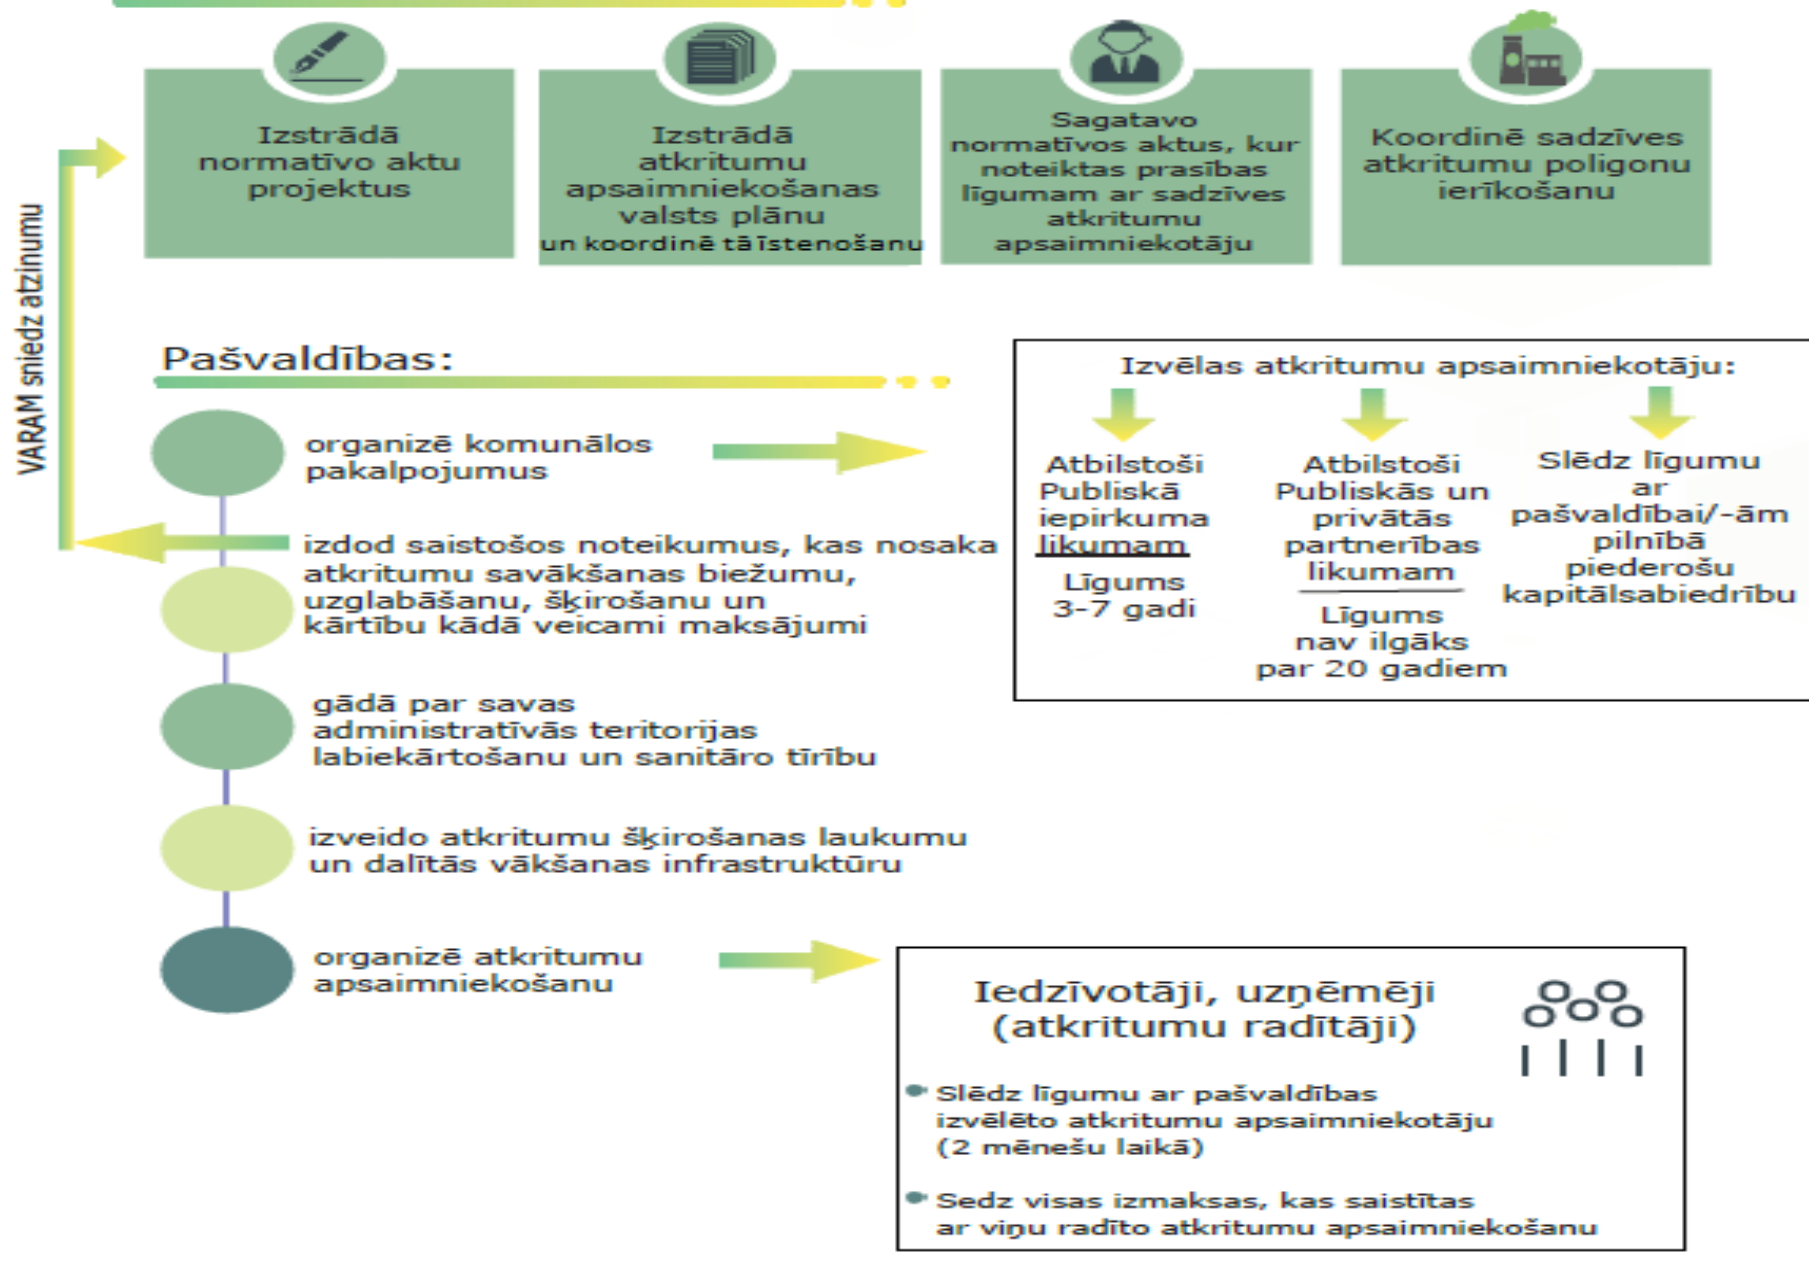 Izstrādā
normatīvo aktu
projektus
Izstrādā
atkritumu
apsaimniekošanas
valsts plānu
un koordinē tā īstenošanu
Sagatavo
normatīvos aktus, kur
noteiktas prasības
līgumam ar sadzīves
atkritumu
apsaimniekotāju
Koordinē sadzīves
atkritumu poligonu
ierīkošanu
VARAM sniedz atzinumu
Pašvaldības:
organizē komunālos
pakalpojumus
izdod saistošos noteikumus, kas nosaka
atkritumu savākšanas biežumu,
uzglabāšanu, šķirošanu un
kārtību kādā veicami maksājumi
gādā par savas
administratīvās teritorijas
labiekārtošanu un sanitāro tīrību
izveido atkritumu šķirošanas laukumu
un dalītās vākšanas infrastruktūru
organizē atkritumu
apsaimniekošanu
Izvēlas atkritumu apsaimniekotāju:
Atbilstoši
Publiskā
iepirkuma
likumam
Līgums
3-7 gadi
Atbilstoši
Publiskās un
privātās
partnerības
likumam
Līgums
nav ilgāks
par 20 gadiem
Slēdz līgumu
ar
pašvaldībai/-ām
pilnībā
piederošu
kapitālsabiedrību
Iedzīvotāji, uzņēmēji
(atkritumu radītāji)
Slēdz līgumu ar pašvaldības
izvēlēto atkritumu apsaimniekotāju
(2 mēnešu laikā)
Sedz visas izmaksas, kas saistītas
ar viņu radīto atkritumu apsaimniekošanu